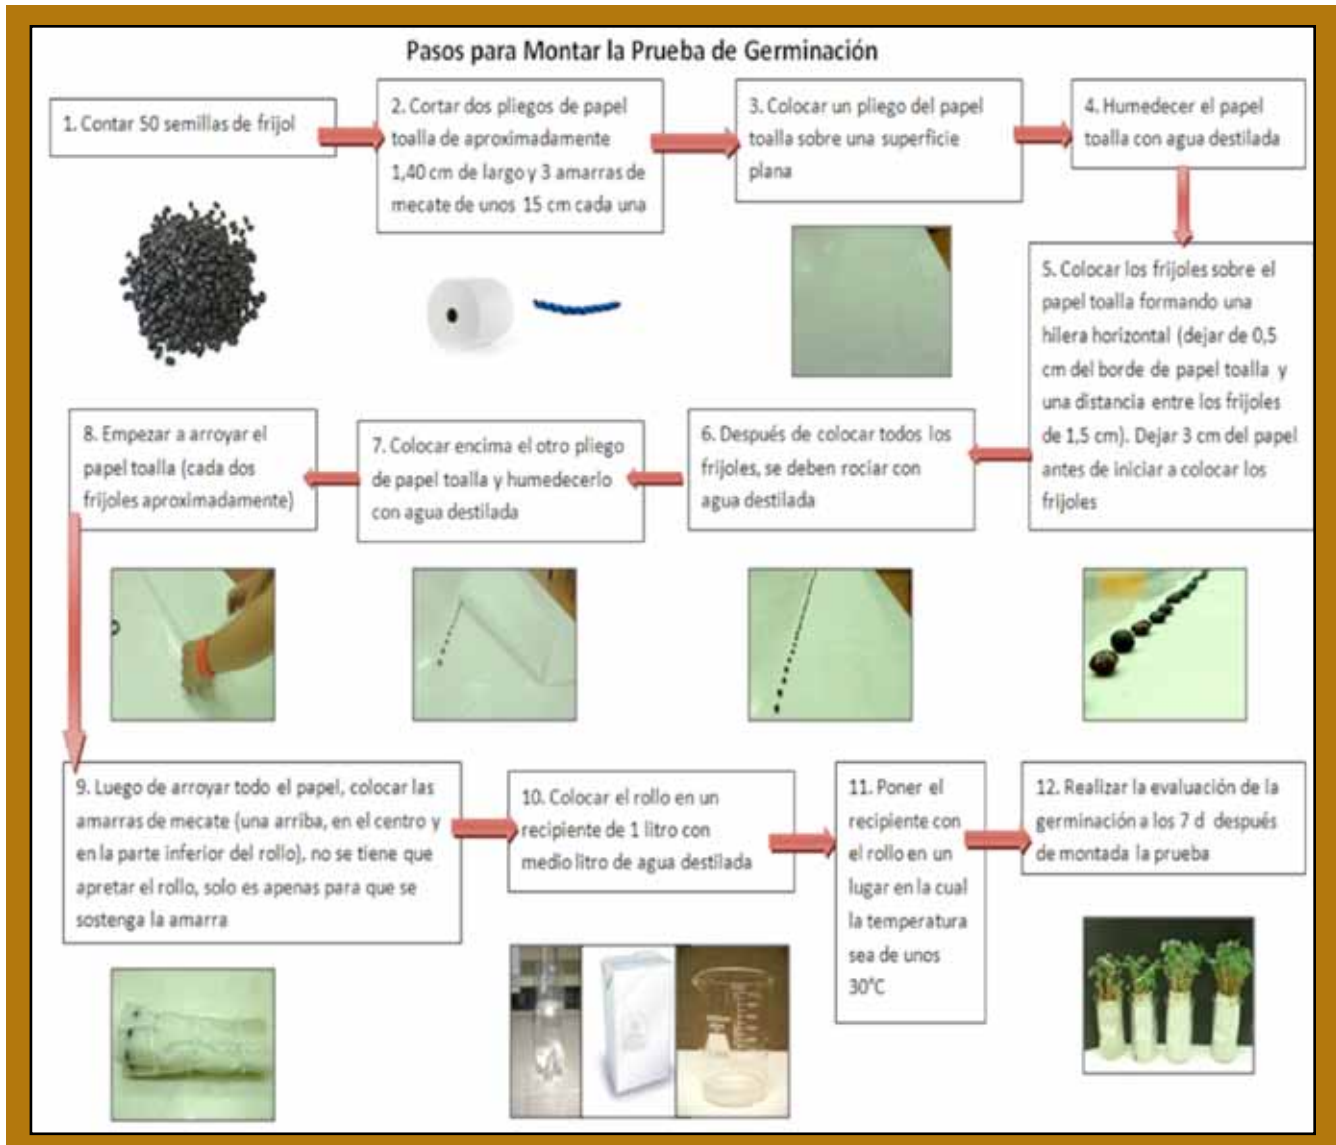 Pasos para Montar la Prueba de Germinación
1. Contar 50 semillas de frijol
2. Cortar dos pliegos de papel
toalla de aproximadamente
1,40 cm de largo y 3 amarras de
mecate de unos 15 cm cada una
3. Colocar un pliego del papel
toalla sobre una superficie
plana
4. Humedecer el papel
toalla con agua destilada
5. Colocar los frijoles sobre el
papel toalla formando una
hilera horizontal (dejar de 0,5
cm del borde de papel toalla y
una distancia entre los frijoles
de 1,5 cm). Dejar 3 cm del papel
antes de iniciar a colocar los
frijoles
6. Después de colocar todos los
frijoles, se deben rociar con
agua destilada
7. Colocar encima el otro pliego
de papel toalla y humedecerlo
con agua destilada
8. Empezar a arroyar el
papel toalla (cada dos
frijoles aproximadamente)
9. Luego de arroyar todo el papel, colocar las
amarras de mecate (una arriba, en el centro y
en la parte inferior del rollo), no se tiene que
apretar el rollo, solo es apenas para que se
sostenga la amarra
10. Colocar el rollo en un
recipiente de 1 litro con
medio litro de agua destilada
11. Poner el
recipiente con
el rollo en un
lugar en la cual
la temperatura
sea de unos
30°C
12. Realizar la evaluación de la
germinación a los 7 d después
de montada la prueba